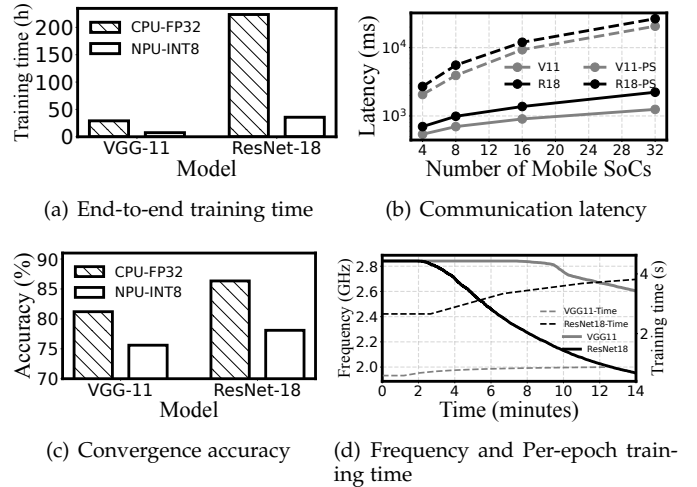 Training time (h)
200
150
100
50
0
CPU-FP32
NPU-INT8
VGG-11
ResNet-18
Model
(a) End-to-end training time
Latency (ms)
10⁴
10³
V11
V11-PS
R18
R18-PS
4 8 12 16 20 24 28 32
Number of Mobile SoCs
(b) Communication latency
Accuracy (%)
90
85
80
75
70
CPU-FP32
NPU-INT8
VGG-11
ResNet-18
Model
(c) Convergence accuracy
Frequency (GHz)
2.8
2.6
2.4
2.2
2.0
VGG11-Time
ResNet18-Time
VGG11
ResNet18
4
2
Training time (s)
0 2 4 6 8 10 12 14
Time (minutes)
(d) Frequency and Per-epoch train-
ing time